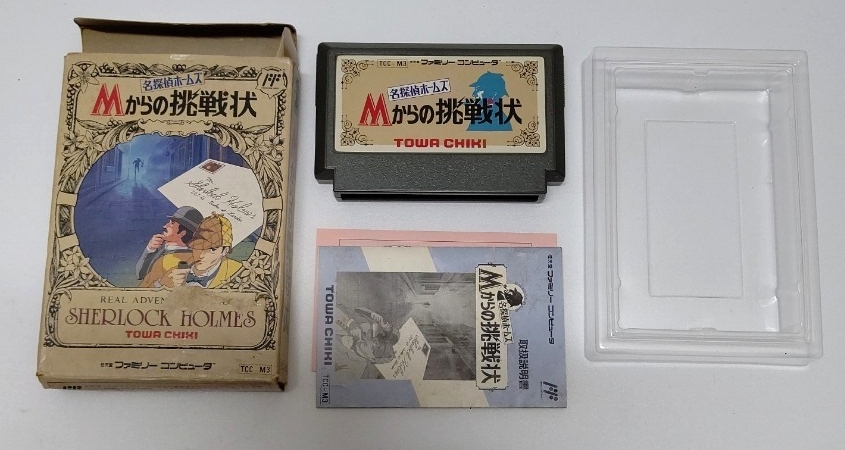 名探偵ホームズ
Mからの挑戦状
Sherlock Holmes
REAL ADVEN
SHERLOCK HOLMES
TOWA CHIKI
ファミリー コンピュータ
TCC-M3
TCC-M3
ファミリー コンピュータ
名探偵ホームズ
Mからの挑戦状
TOWA CHIKI
ファミリー コンピュータ
名探偵ホームズ
Mからの挑戦状
取扱説明書
TOWA CHIKI
TCC-M3